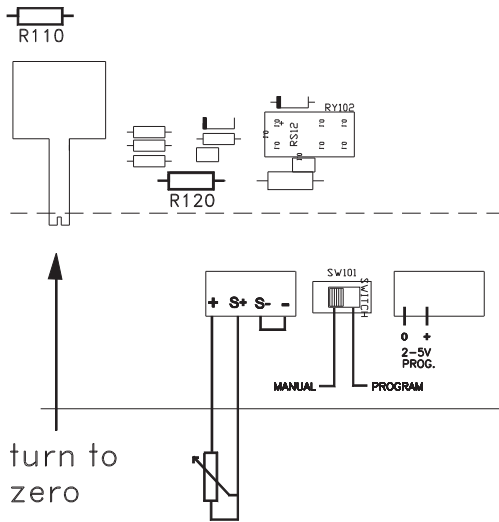 R110
RY102
RS12
R120
SW101
SWITCH
+ S+ S- -
0 +
2-5V
PROG.
MANUAL
PROGRAM
turn to
zero